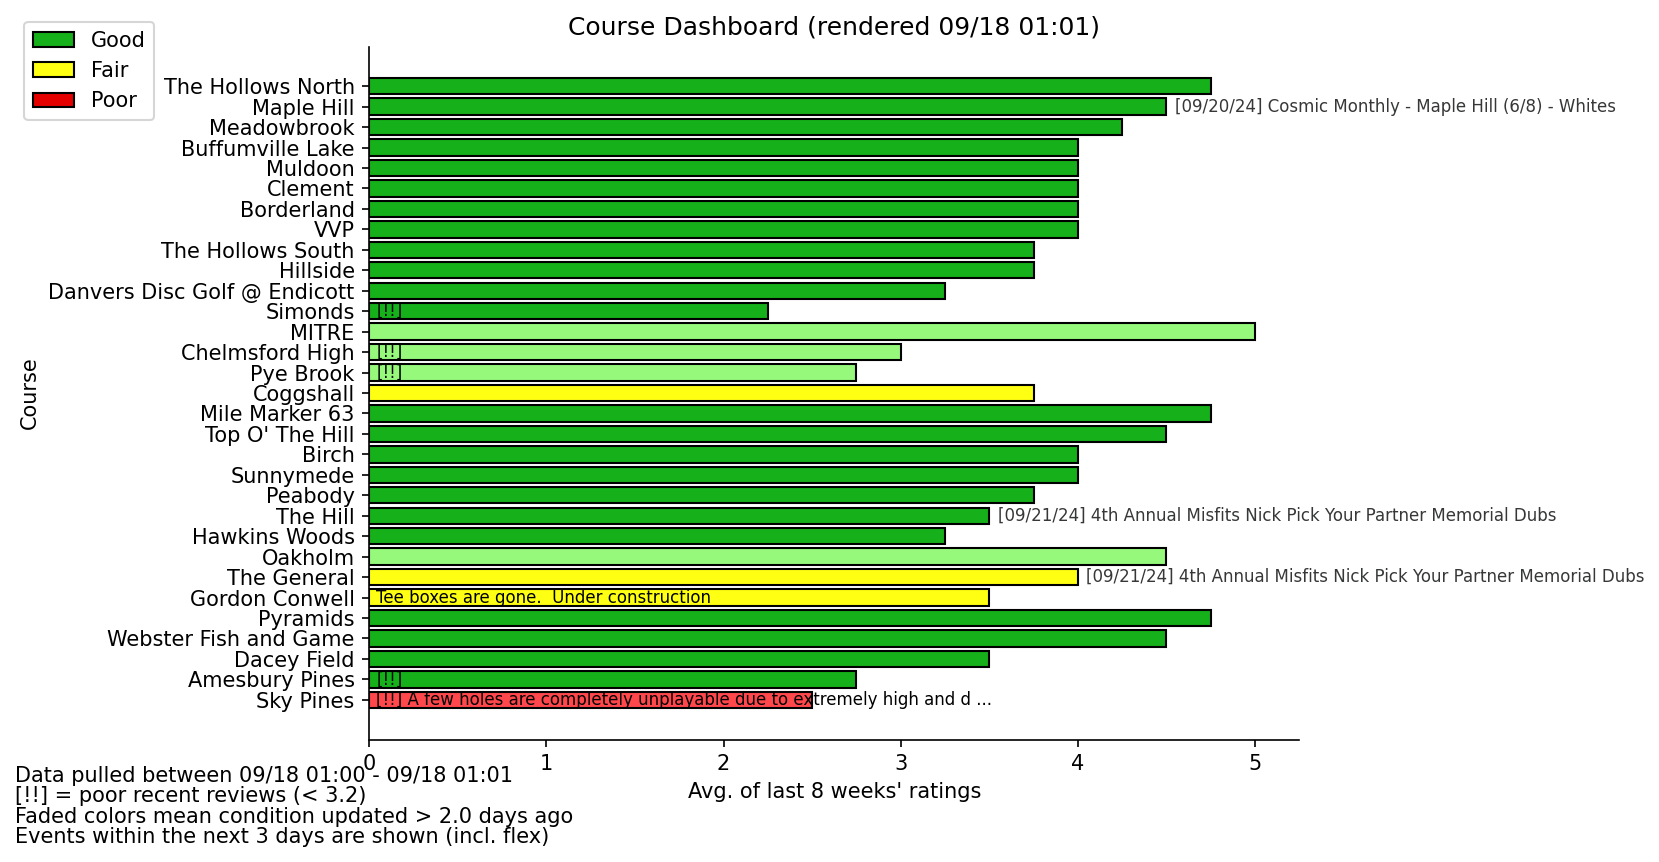 Course Dashboard (rendered 09/18 01:01)
Good
Fair
Poor
The Hollows North
Maple Hill [09/20/24] Cosmic Monthly - Maple Hill (6/8) - Whites
Meadowbrook
Buffumville Lake
Muldoon
Clement
Borderland
VVP
The Hollows South
Hillside
Danvers Disc Golf @ Endicott
Simonds [!!]
MITRE
Chelmsford High [!!]
Pye Brook [!!]
Coggshall
Mile Marker 63
Top O' The Hill
Birch
Sunnymede
Peabody
The Hill [09/21/24] 4th Annual Misfits Nick Pick Your Partner Memorial Dubs
Hawkins Woods
Oakholm
The General [09/21/24] 4th Annual Misfits Nick Pick Your Partner Memorial Dubs
Gordon Conwell Tee boxes are gone.  Under construction
Pyramids
Webster Fish and Game
Dacey Field
Amesbury Pines [!!]
Sky Pines [!!] A few holes are completely unplayable due to extremely high and d ...
Course
0 1 2 3 4 5
Avg. of last 8 weeks' ratings
Data pulled between 09/18 01:00 - 09/18 01:01
[!!] = poor recent reviews (< 3.2)
Faded colors mean condition updated > 2.0 days ago
Events within the next 3 days are shown (incl. flex)